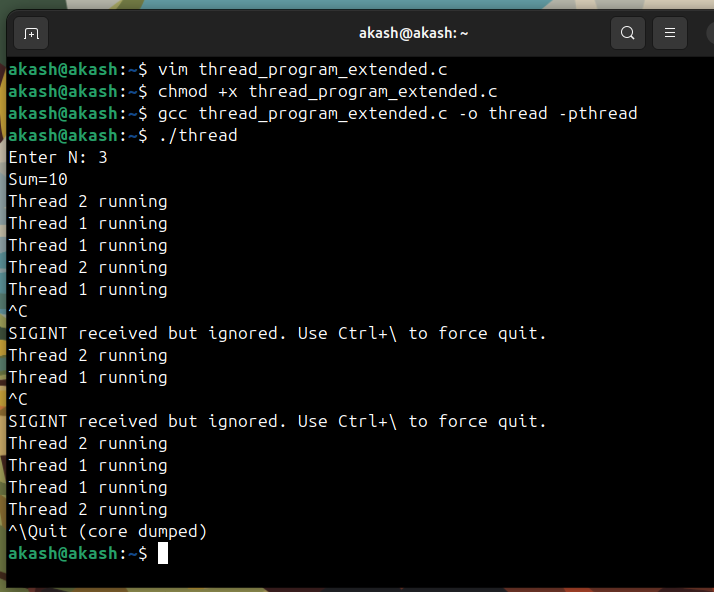 akash@akash: ~
akash@akash:~$ vim thread_program_extended.c
akash@akash:~$ chmod +x thread_program_extended.c
akash@akash:~$ gcc thread_program_extended.c -o thread -pthread
akash@akash:~$ ./thread
Enter N: 3
Sum=10
Thread 2 running
Thread 1 running
Thread 1 running
Thread 2 running
Thread 1 running
^C
SIGINT received but ignored. Use Ctrl+\ to force quit.
Thread 2 running
Thread 1 running
^C
SIGINT received but ignored. Use Ctrl+\ to force quit.
Thread 2 running
Thread 1 running
Thread 1 running
Thread 2 running
^\Quit (core dumped)
akash@akash:~$